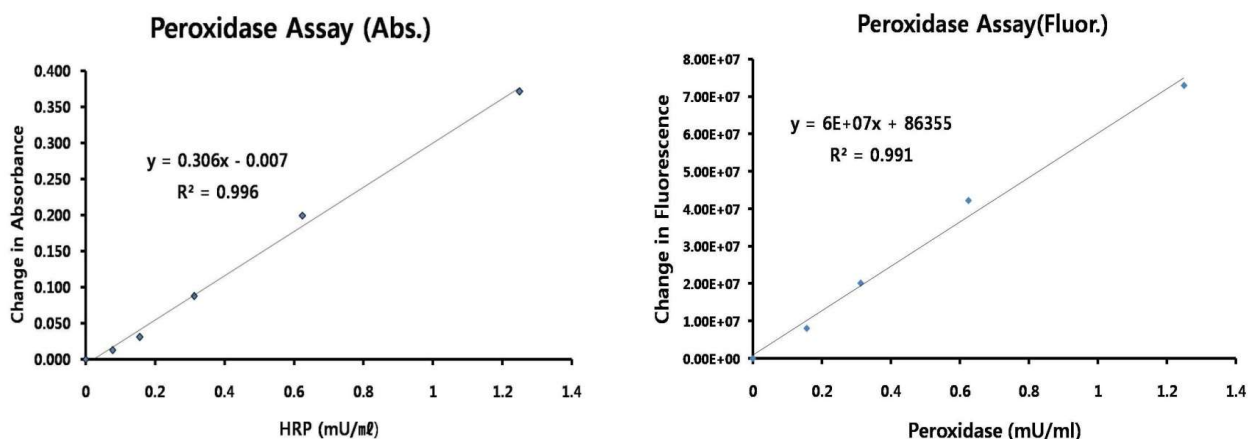 Peroxidase Assay (Abs.)
Change in Absorbance
0.400
0.350
0.300
0.250
0.200
0.150
0.100
0.050
0.000
y = 0.306x - 0.007
R² = 0.996
0 0.2 0.4 0.6 0.8 1 1.2 1.4
HRP (mU/㎖)
Peroxidase Assay(Fluor.)
Change in Fluorescence
8.00E+07
7.00E+07
6.00E+07
5.00E+07
4.00E+07
3.00E+07
2.00E+07
1.00E+07
0.00E+00
y = 6E+07x + 86355
R² = 0.991
0 0.2 0.4 0.6 0.8 1 1.2 1.4
Peroxidase (mU/ml)